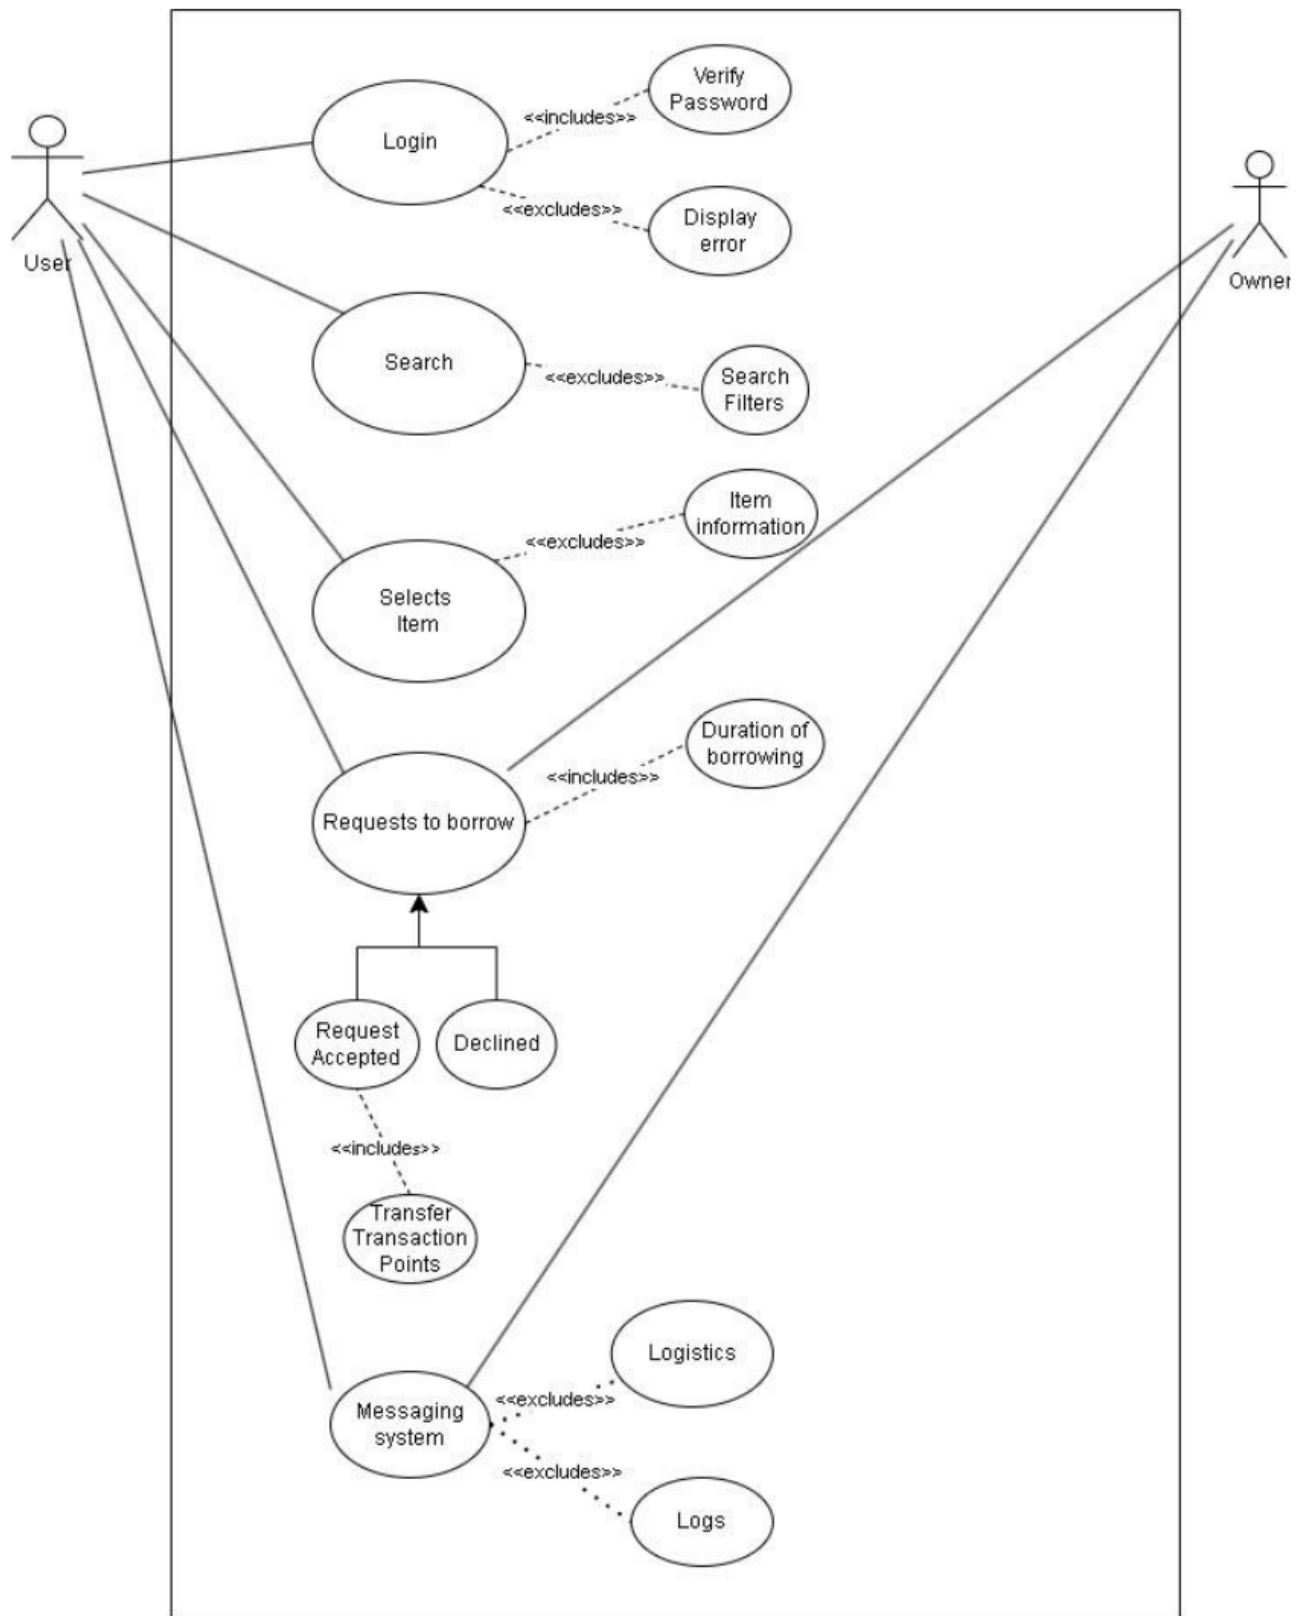 Verify
Password
<<includes>>
Login
<<excludes>>
Display
error
User
Owner
Search
<<excludes>>
Search
Filters
Item
information
<<excludes>>
Selects
Item
Duration of
borrowing
<<includes>>
Requests to borrow
Request
Accepted
Declined
<<includes>>
Transfer
Transaction
Points
Logistics
<<excludes>>
Messaging
system
<<excludes>>
Logs